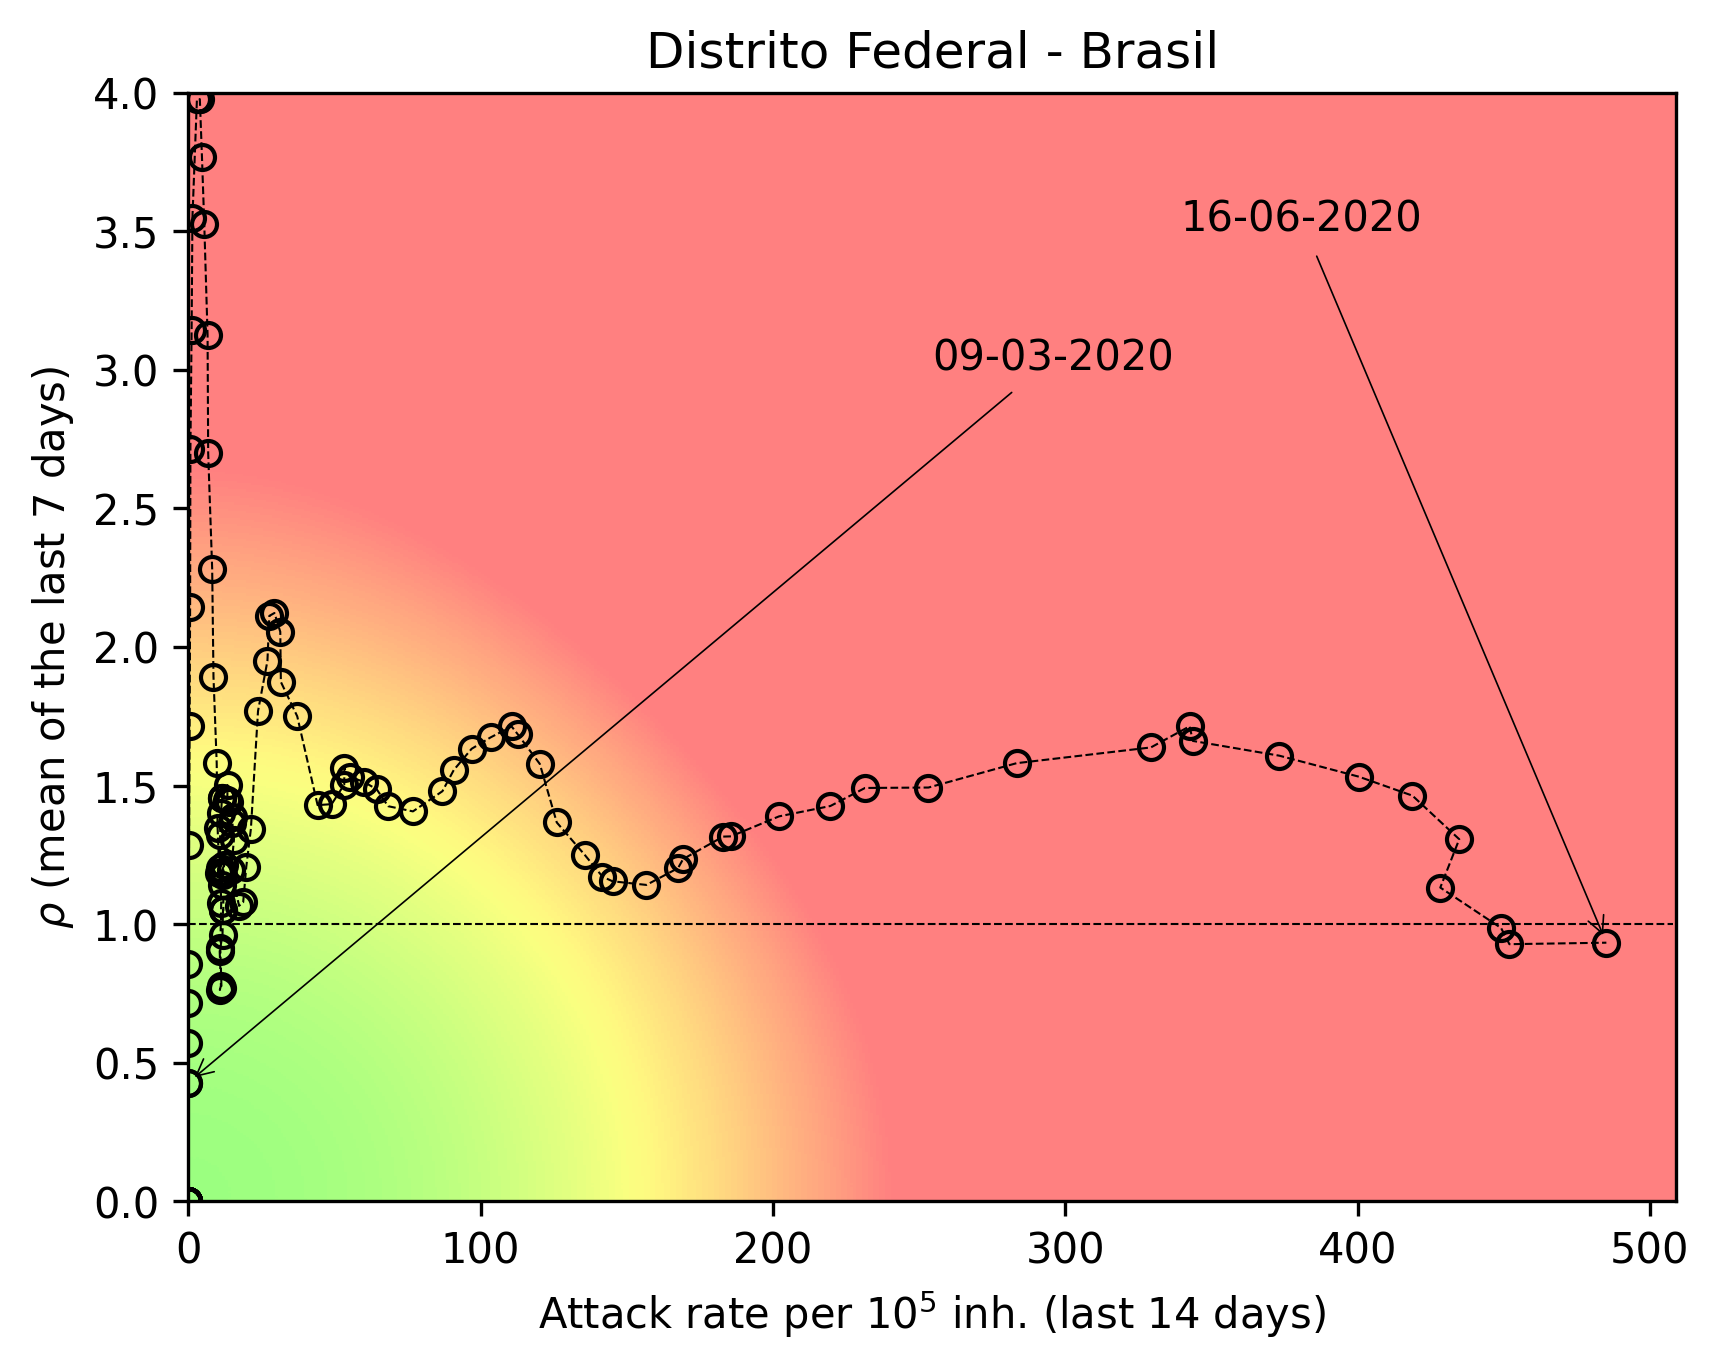 Distrito Federal - Brasil
4.0
3.5
3.0
2.5
2.0
1.5
1.0
0.5
0.0
ρ (mean of the last 7 days)
16-06-2020
09-03-2020
0 100 200 300 400 500
Attack rate per 10⁵ inh. (last 14 days)